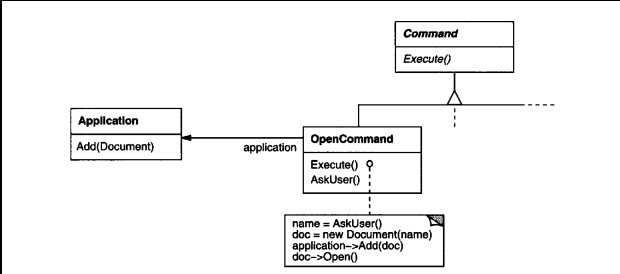 Command
Execute()
Application
Add(Document)
application
OpenCommand
Execute()
AskUser()
name = AskUser()
doc = new Document(name)
application->Add(doc)
doc->Open()